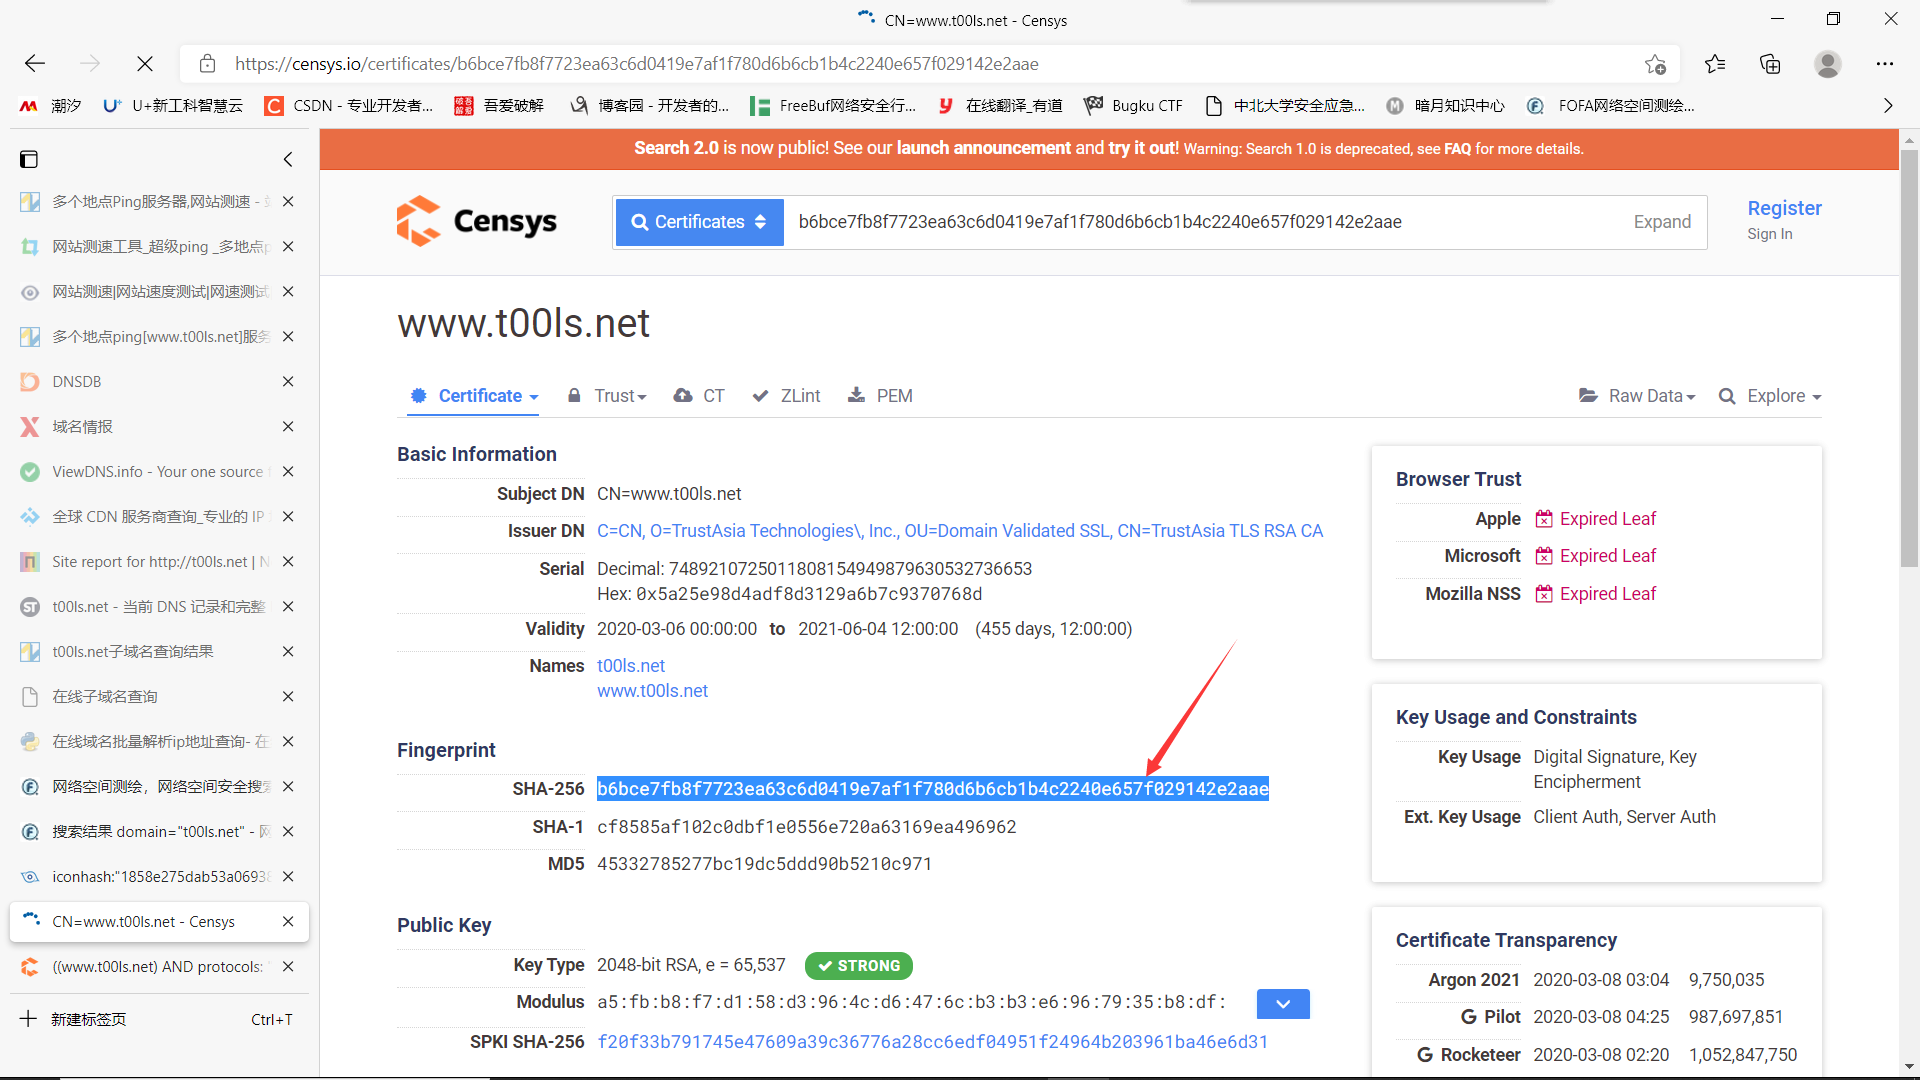 CN=www.t00ls.net - Censys
https://censys.io/certificates/b6bce7fb8f7723ea63c6d0419e7af1f780d6b6cb1b4c2240e657f029142e2aae
潮汐 U+新工科智慧云 CSDN - 专业开发者... 吾爱破解 博客园 - 开发者的... FreeBuf网络安全行... 在线翻译_有道 Bugku CTF 中北大学安全应急... 暗月知识中心 FOFA网络空间测绘...
多个地点Ping服务器,网站测速 -
网站测速工具_超级ping _多地点p
网站测速|网站速度测试|网速测试
多个地点ping[www.t00ls.net]服务
DNSDB
域名情报
ViewDNS.info - Your one source
全球 CDN 服务商查询_专业的 IP
Site report for http://t00ls.net | N
t00ls.net - 当前 DNS 记录和完整
t00ls.net子域名查询结果
在线子域名查询
在线域名批量解析ip地址查询- 在
网络空间测绘，网络空间安全搜索
搜索结果 domain="t00ls.net" - 网
iconhash:"1858e275dab53a06938
CN=www.t00ls.net - Censys
((www.t00ls.net) AND protocols:
新建标签页 Ctrl+T
Search 2.0 is now public! See our launch announcement and try it out! Warning: Search 1.0 is deprecated, see FAQ for more details.
Censys
Certificates b6bce7fb8f7723ea63c6d0419e7af1f780d6b6cb1b4c2240e657f029142e2aae Expand
Register
Sign In
www.t00ls.net
Certificate Trust CT ZLint PEM Raw Data Explore
Basic Information
Subject DN CN=www.t00ls.net
Issuer DN C=CN, O=TrustAsia Technologies\, Inc., OU=Domain Validated SSL, CN=TrustAsia TLS RSA CA
Serial Decimal: 74892107250118081549498796305327366​53
Hex: 0x5a25e98d4adf8d3129a6b7c9370768d
Validity 2020-03-06 00:00:00 to 2021-06-04 12:00:00 (455 days, 12:00:00)
Names t00ls.net
www.t00ls.net
Fingerprint
SHA-256 b6bce7fb8f7723ea63c6d0419e7af1f780d6b6cb1b4c2240e657f029142e2aae
SHA-1 cf8585af102c0dbf1e0556e720a63169ea496962
MD5 45332785277bc19dc5ddd90b5210c971
Public Key
Key Type 2048-bit RSA, e = 65,537 STRONG
Modulus a5:fb:b8:f7:d1:58:d3:96:4c:d6:47:6c:b3:b3:e6:96:79:35:b8:df:
SPKI SHA-256 f20f33b791745e47609a39c36776a28cc6edf04951f24964b203961ba46e6d31
Browser Trust
Apple Expired Leaf
Microsoft Expired Leaf
Mozilla NSS Expired Leaf
Key Usage and Constraints
Key Usage Digital Signature, Key
Encipherment
Ext. Key Usage Client Auth, Server Auth
Certificate Transparency
Argon 2021 2020-03-08 03:04 9,750,035
G Pilot 2020-03-08 04:25 987,697,851
G Rocketeer 2020-03-08 02:20 1,052,847,750